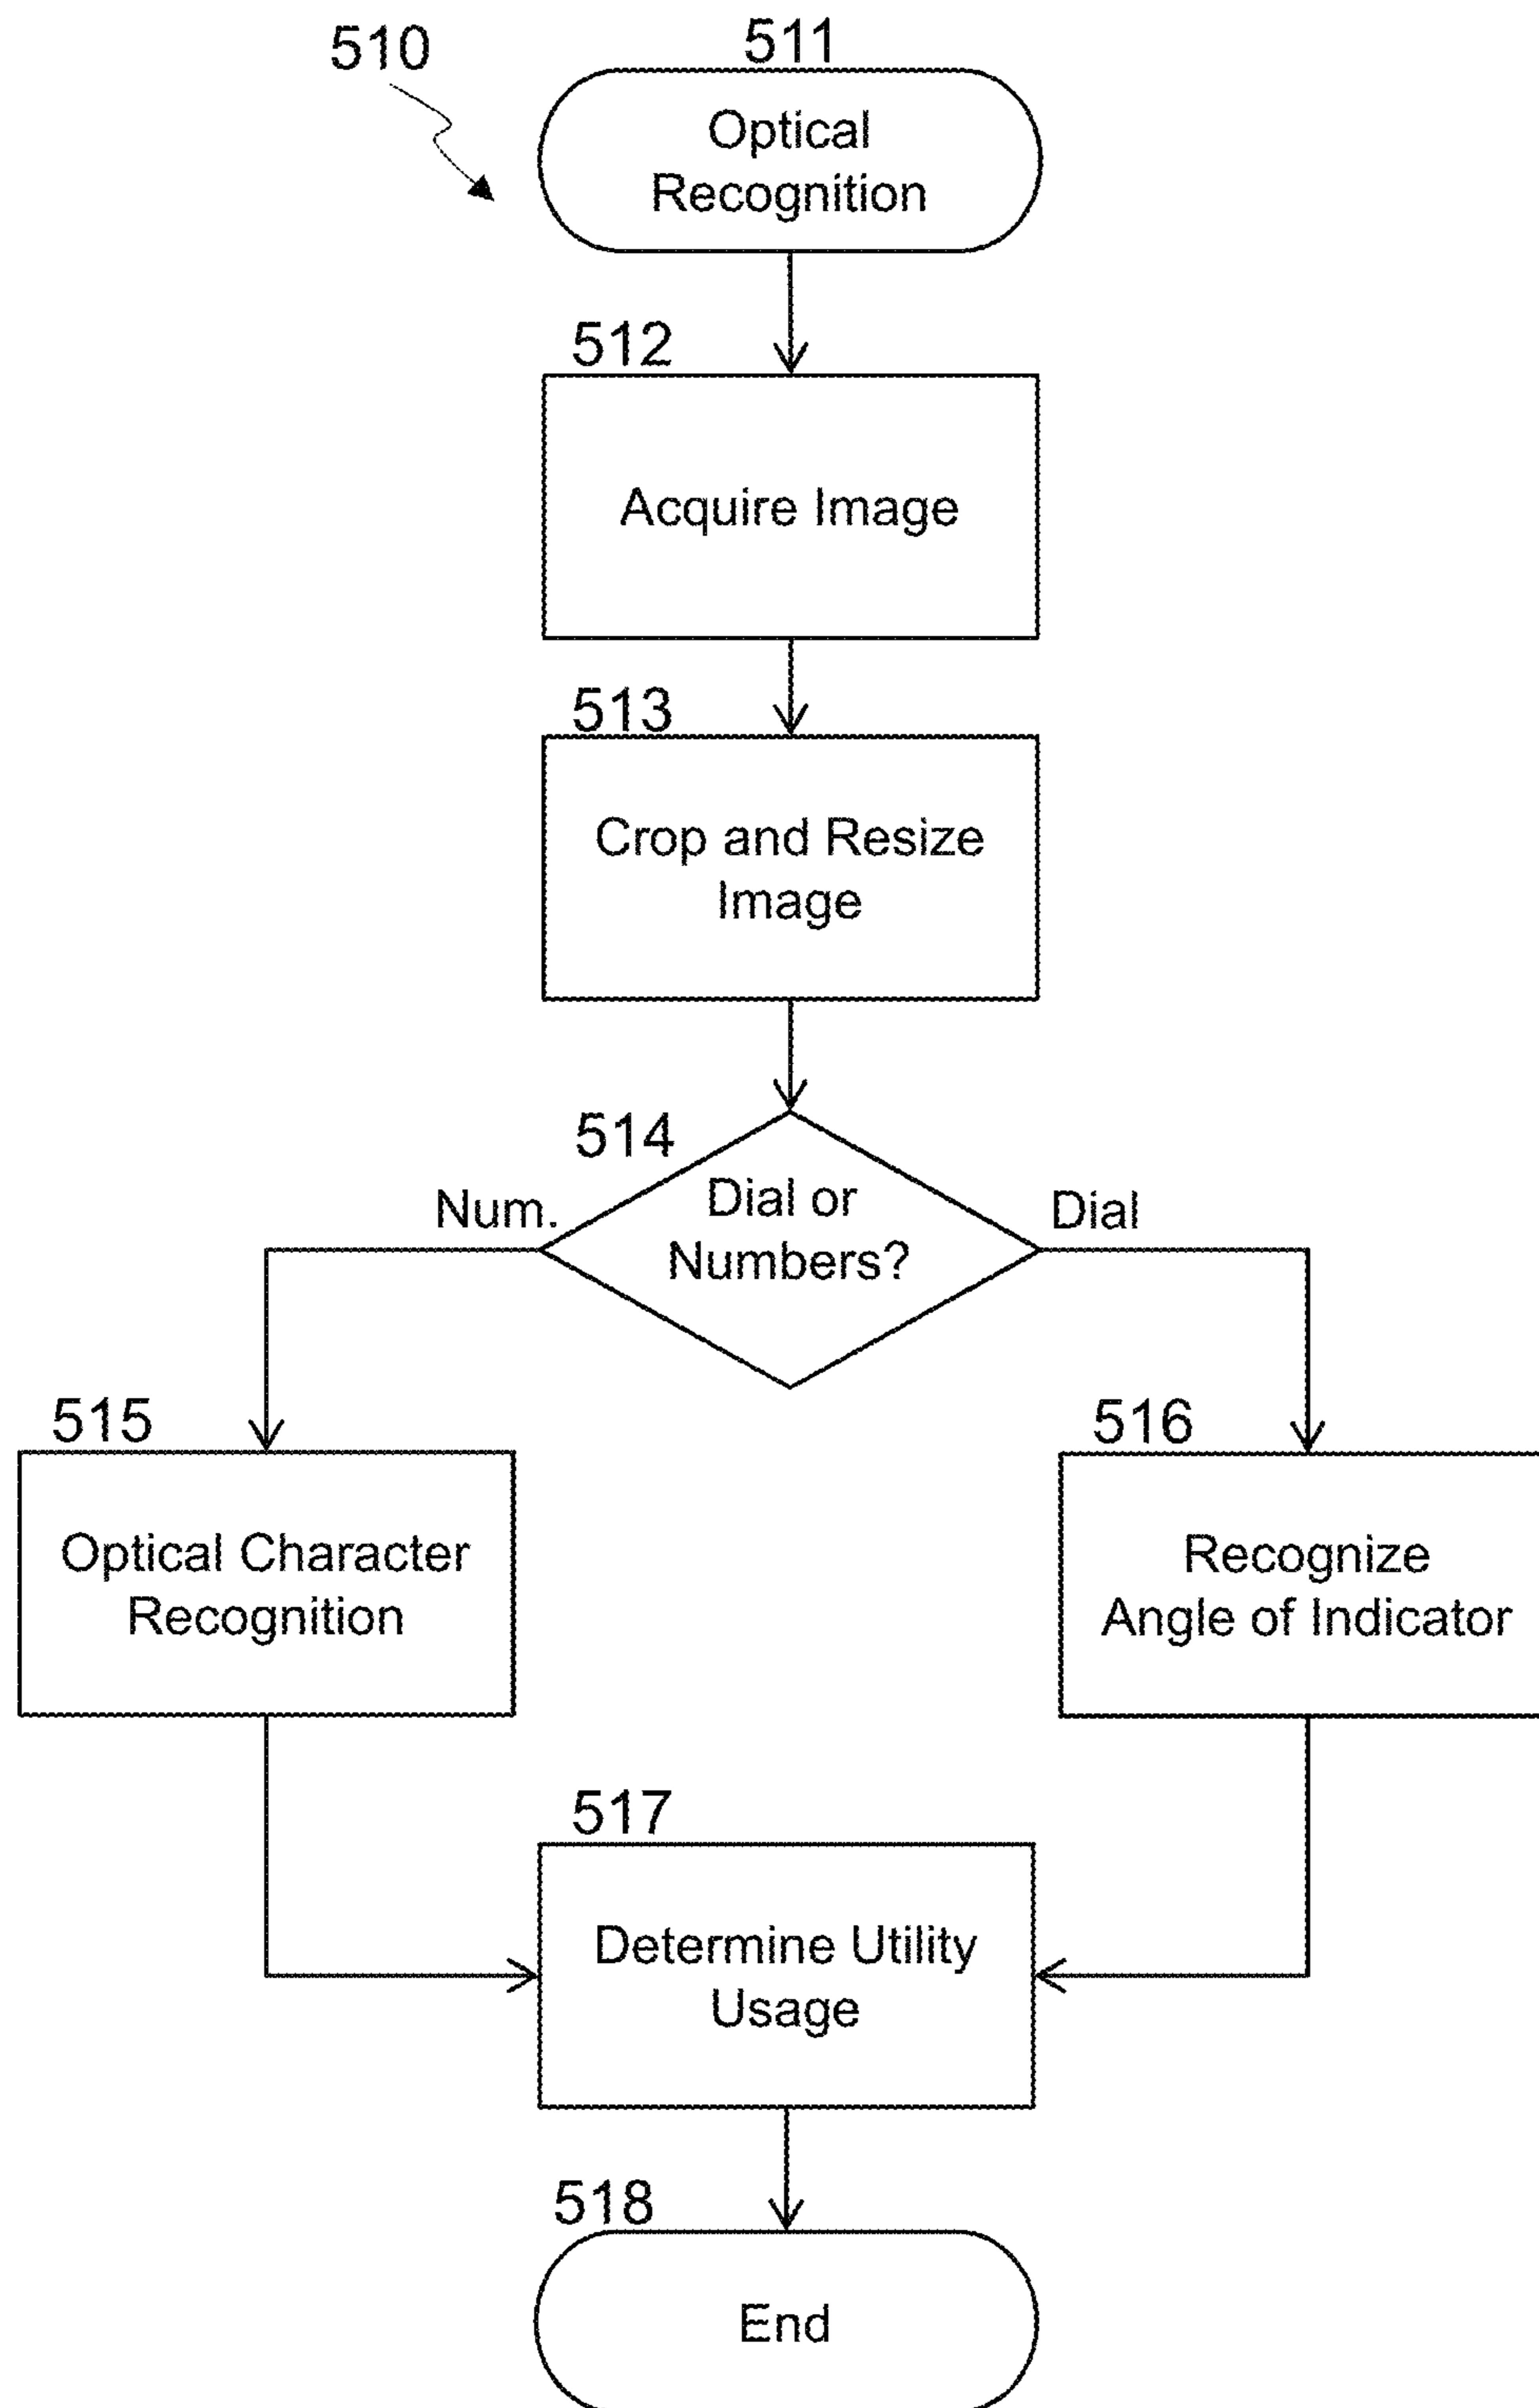 510
511
Optical
Recognition
512
Acquire Image
513
Crop and Resize
Image
514
Num.
Dial or
Numbers?
Dial
515
Optical Character
Recognition
516
Recognize
Angle of Indicator
517
Determine Utility
Usage
518
End